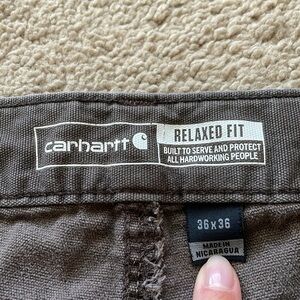 carhartt
RELAXED FIT
BUILT TO SERVE AND PROTECT
ALL HARDWORKING PEOPLE
36x36
MADE IN
NICARAGUA